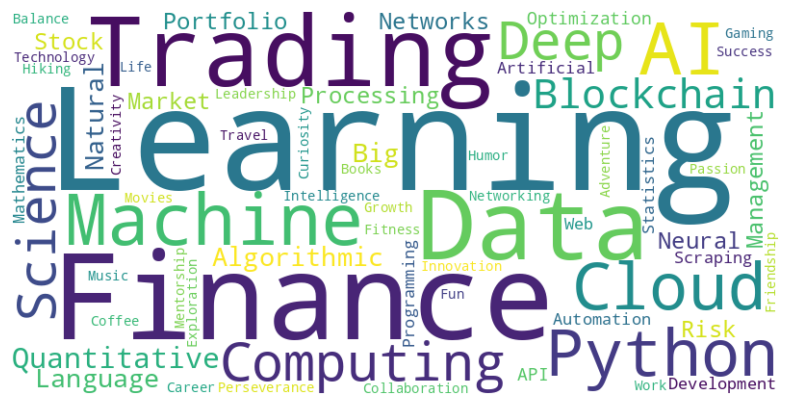 Balance
Portfolio
Networks
Optimization
Gaming
Stock
Trading
Deep
AI
Success
Technology
Life
Artificial
Hiking
Natural
Creativity
Market
Leadership
Processing
Blockchain
Learning
Science
Mathematics
Travel
Curiosity
Big
Books
Humor
Adventure
Statistics
Passion
Management
Movies
Intelligence
Networking
Machine
Growth
Data
Web
Fitness
Neural
Algorithmic
Programming
Innovation
Scraping
Friendship
Music
Mentorship
Exploration
Finance
Fun
Cloud
Coffee
Automation
Risk
Quantitative
Computing
Python
Language
Career
Perseverance
Collaboration
API
Work
Development